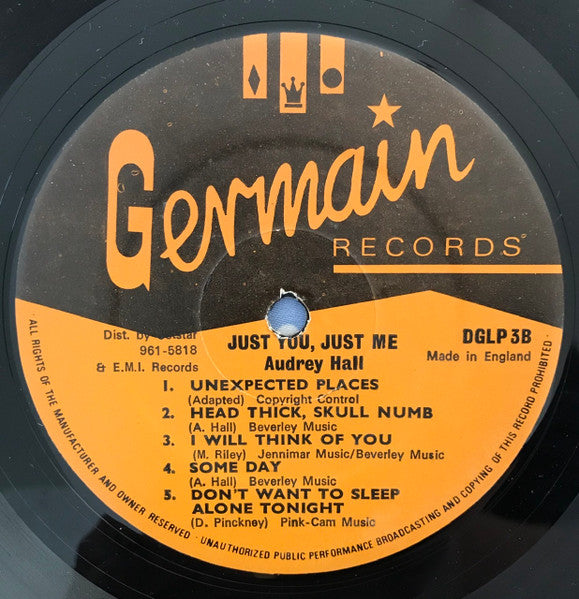 Germain
RECORDS
Dist. by Jetstar
961-5818
& E.M.I. Records
JUST YOU, JUST ME
Audrey Hall
DGLP 3B
Made in England
1. UNEXPECTED PLACES
(Adapted) Copyright Control
2. HEAD THICK, SKULL NUMB
(A. Hall) Beverley Music
3. I WILL THINK OF YOU
(M. Riley) Jennimar Music/Beverley Music
4. SOME DAY
(A. Hall) Beverley Music
5. DON'T WANT TO SLEEP
ALONE TONIGHT
(D. Pinckney) Pink-Cam Music
· ALL RIGHTS OF THE MANUFACTURER AND OWNER RESERVED · UNAUTHORIZED PUBLIC PERFORMANCE BROADCASTING AND COPYING OF THIS RECORD PROHIBITED ·